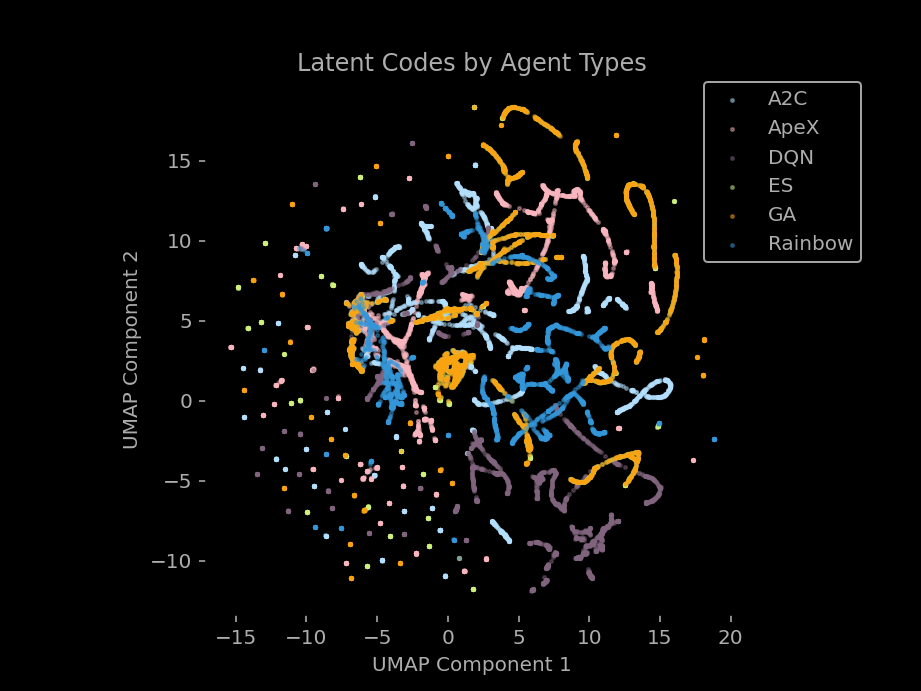 Latent Codes by Agent Types
A2C
ApeX
DQN
ES
GA
Rainbow
15
10
5
0
−5
−10
UMAP Component 2
−15
−10
−5
0
5
10
15
20
UMAP Component 1